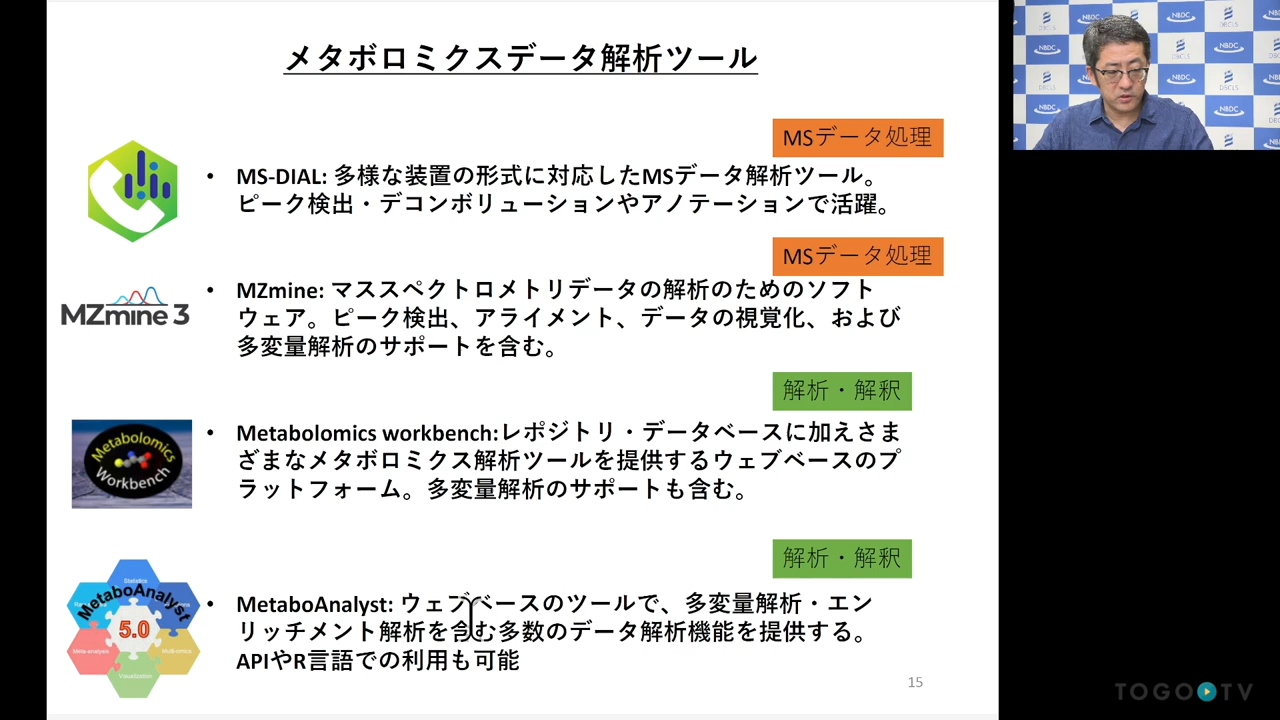 メタボロミクスデータ解析ツール
MSデータ処理
• MS-DIAL: 多様な装置の形式に対応したMSデータ解析ツール。
ピーク検出・デコンボリューションやアノテーションで活躍。
MSデータ処理
MZmine 3
• MZmine: マススペクトロメトリデータの解析のためのソフト
ウェア。ピーク検出、アライメント、データの視覚化、および
多変量解析のサポートを含む。
解析・解釈
Metabolomics
Workbench
• Metabolomics workbench:レポジトリ・データベースに加えさま
ざまなメタボロミクス解析ツールを提供するウェブベースのプ
ラットフォーム。多変量解析のサポートも含む。
解析・解釈
Statistics
MetaboAnalyst
5.0
Meta-analysis
Multi-omics
Visualization
• MetaboAnalyst: ウェブベースのツールで、多変量解析・エン
リッチメント解析を含む多数のデータ解析機能を提供する。
APIやR言語での利用も可能
15
NBDC
DBCLS
TOGO TV